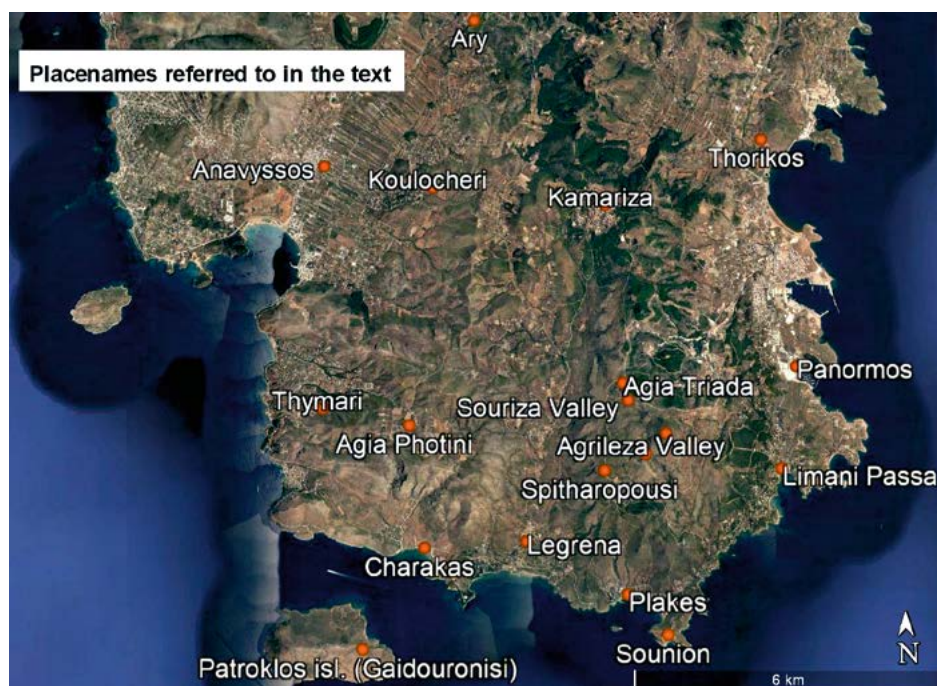 Ary
Placenames referred to in the text
Thorikos
Anavyssos
Koulocheri
Kamariza
Panormos
Agia Triada
Thymari
Souriza Valley
Agia Photini
Agrileza Valley
Limani Passa
Spitharopousi
Legrena
Charakas
Plakes
N
Sounion
Patroklos isl. (Gaidouronisi)
6 km